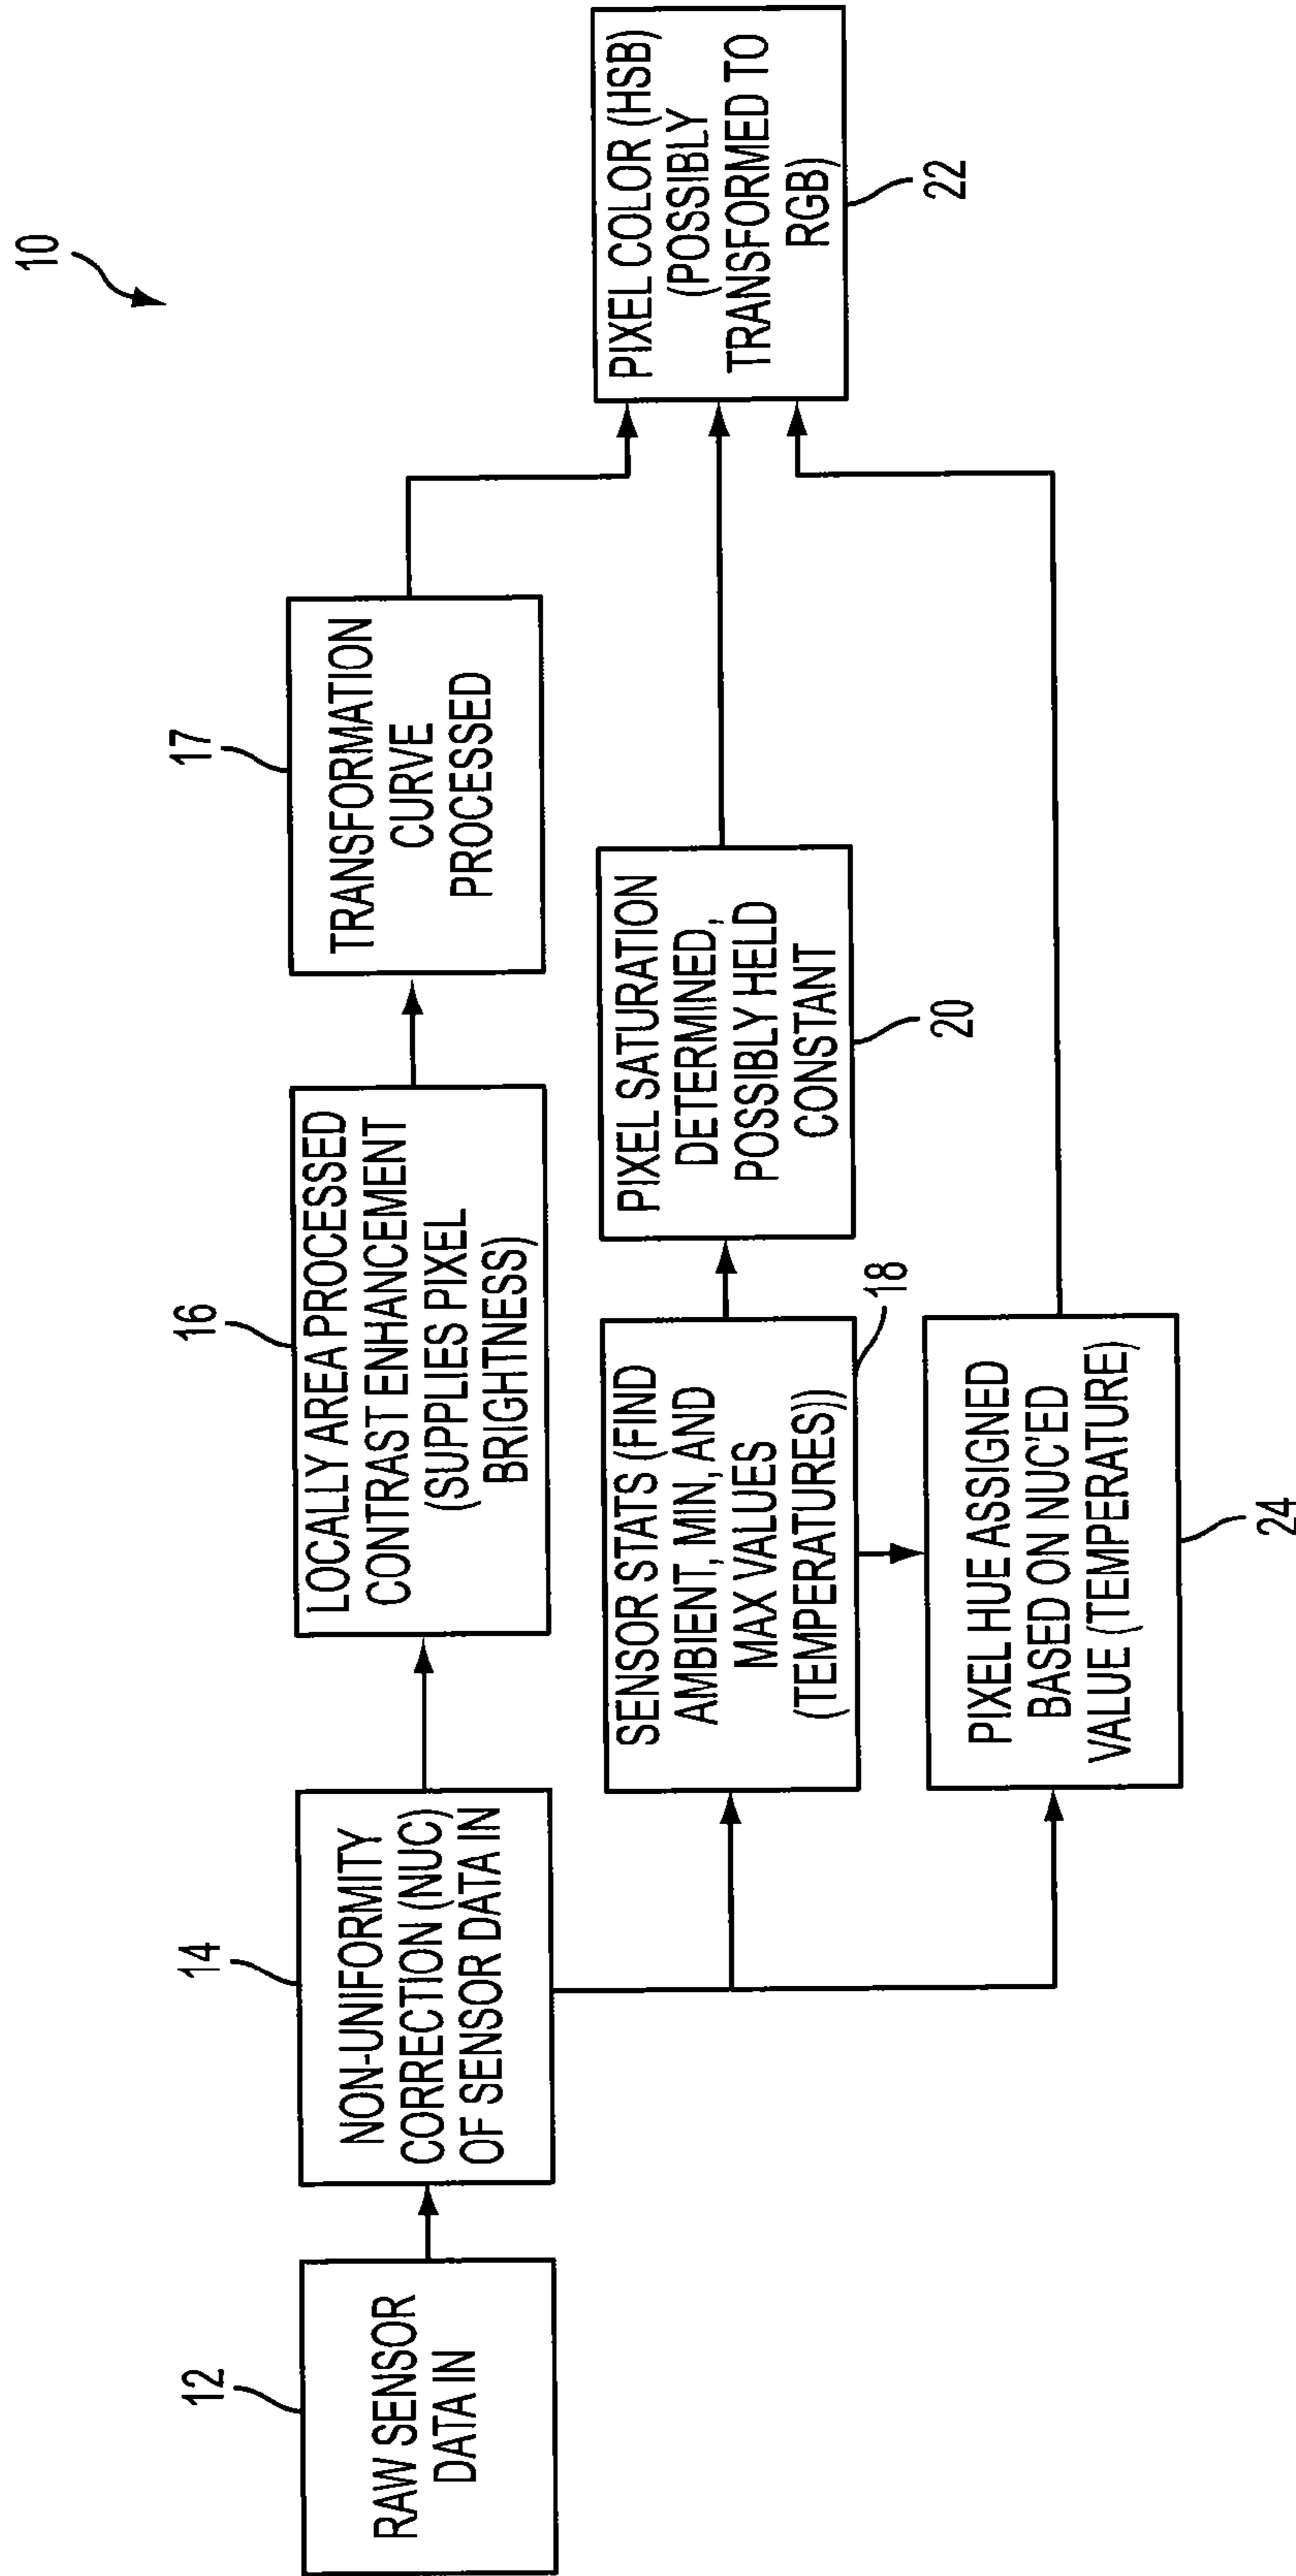 10
12
RAW SENSOR
DATA IN
14
NON-UNIFORMITY
CORRECTION (NUC)
OF SENSOR DATA IN
16
LOCALLY AREA PROCESSED
CONTRAST ENHANCEMENT
(SUPPLIES PIXEL
BRIGHTNESS)
17
TRANSFORMATION
CURVE
PROCESSED
SENSOR STATS (FIND
AMBIENT, MIN, AND
MAX VALUES
(TEMPERATURES))
18
PIXEL SATURATION
DETERMINED,
POSSIBLY HELD
CONSTANT
20
PIXEL COLOR (HSB)
(POSSIBLY
TRANSFORMED TO
RGB)
22
PIXEL HUE ASSIGNED
BASED ON NUC'ED
VALUE (TEMPERATURE)
24